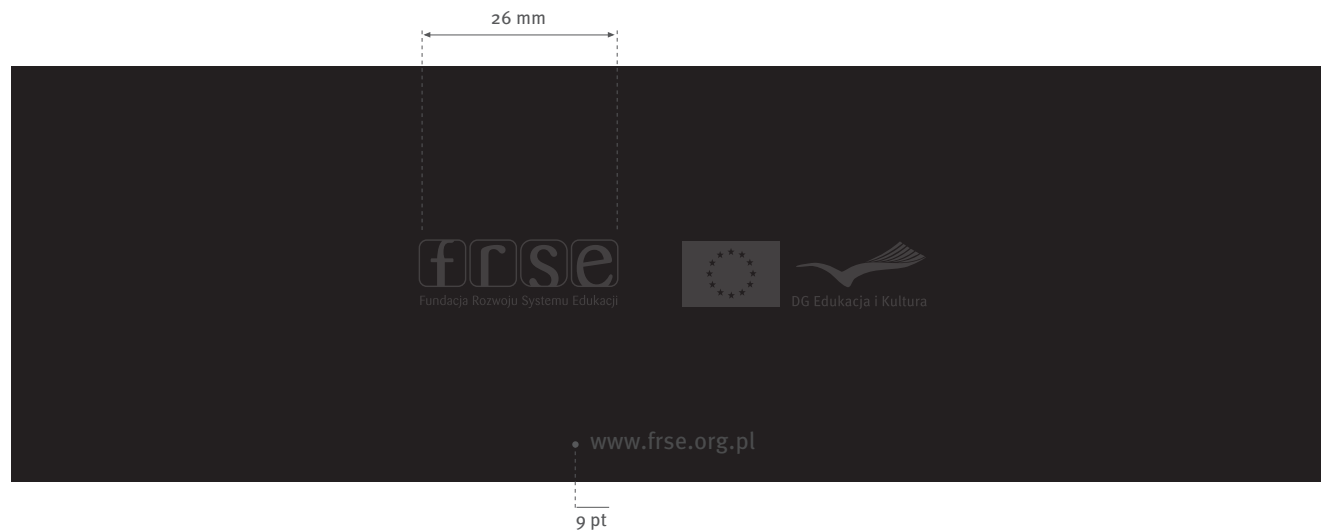 26 mm
frse
Fundacja Rozwoju Systemu Edukacji
DG Edukacja i Kultura
www.frse.org.pl
9 pt